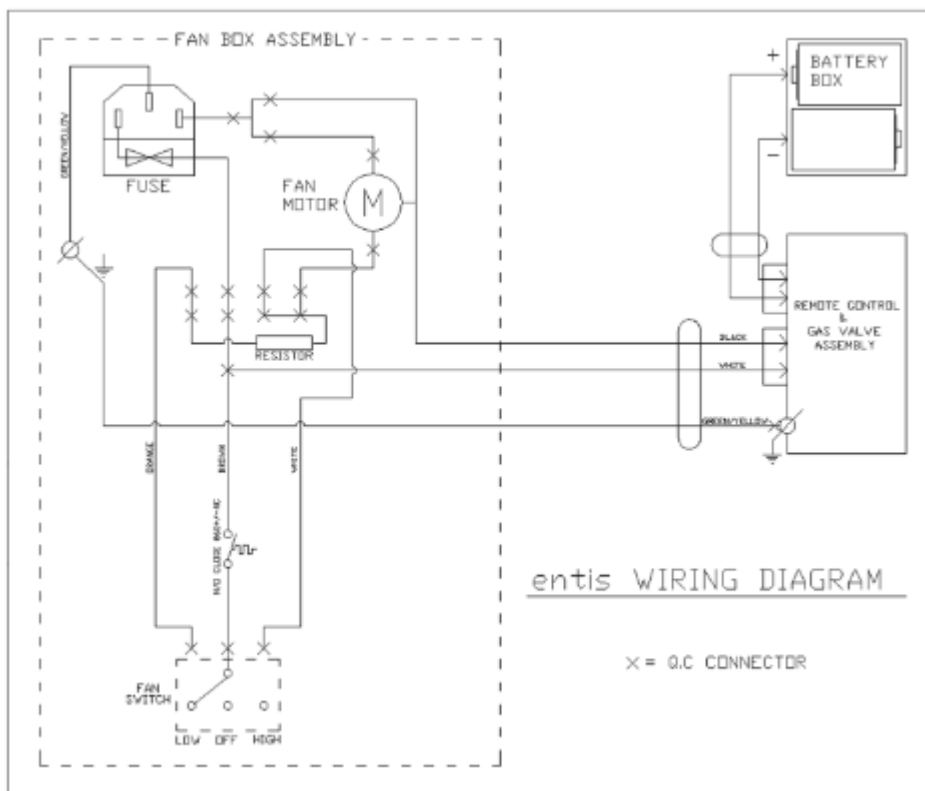 FAN BOX ASSEMBLY
GREEN/YELLOW
FUSE
FAN
MOTOR
M
+
BATTERY
BOX
-
REMOTE CONTROL
&
GAS VALVE
ASSEMBLY
RESISTOR
BLACK
WHITE
GREEN/YELLOW
ORANGE
BROWN
WHITE
entis WIRING DIAGRAM
X = Q.C CONNECTOR
FAN
SWITCH
LOW OFF HIGH